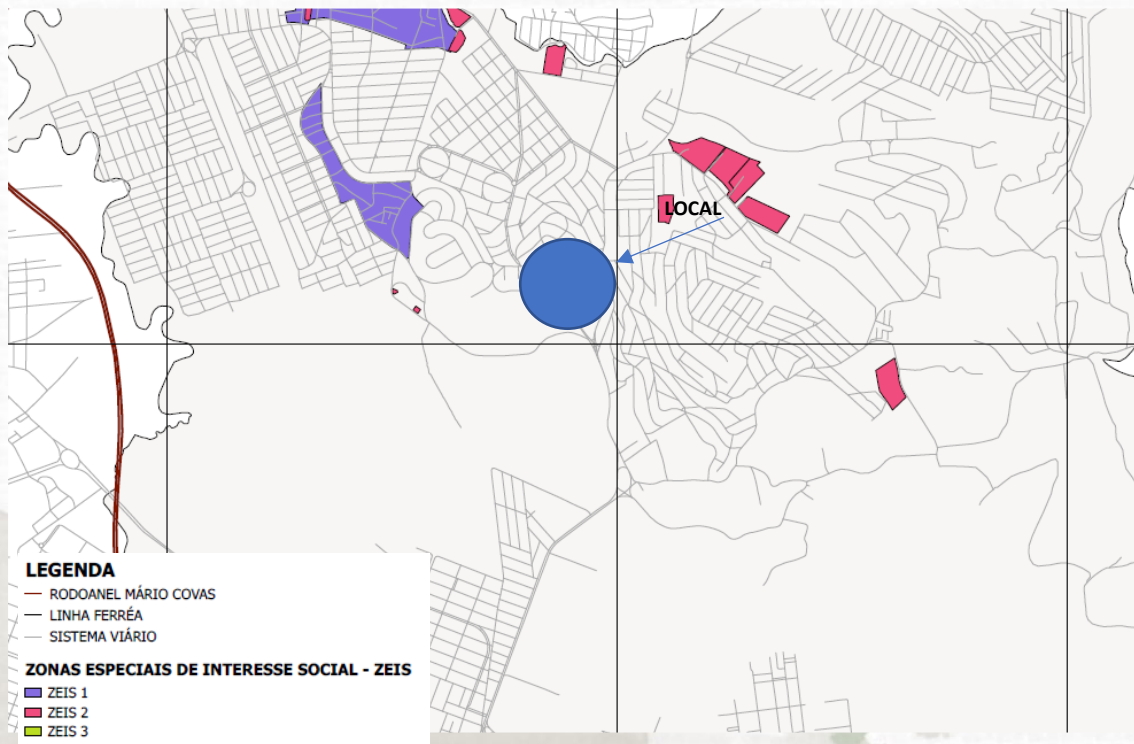 LOCAL
LEGENDA
RODOANEL MÁRIO COVAS
LINHA FERRÉA
SISTEMA VIÁRIO
ZONAS ESPECIAIS DE INTERESSE SOCIAL - ZEIS
ZEIS 1
ZEIS 2
ZEIS 3